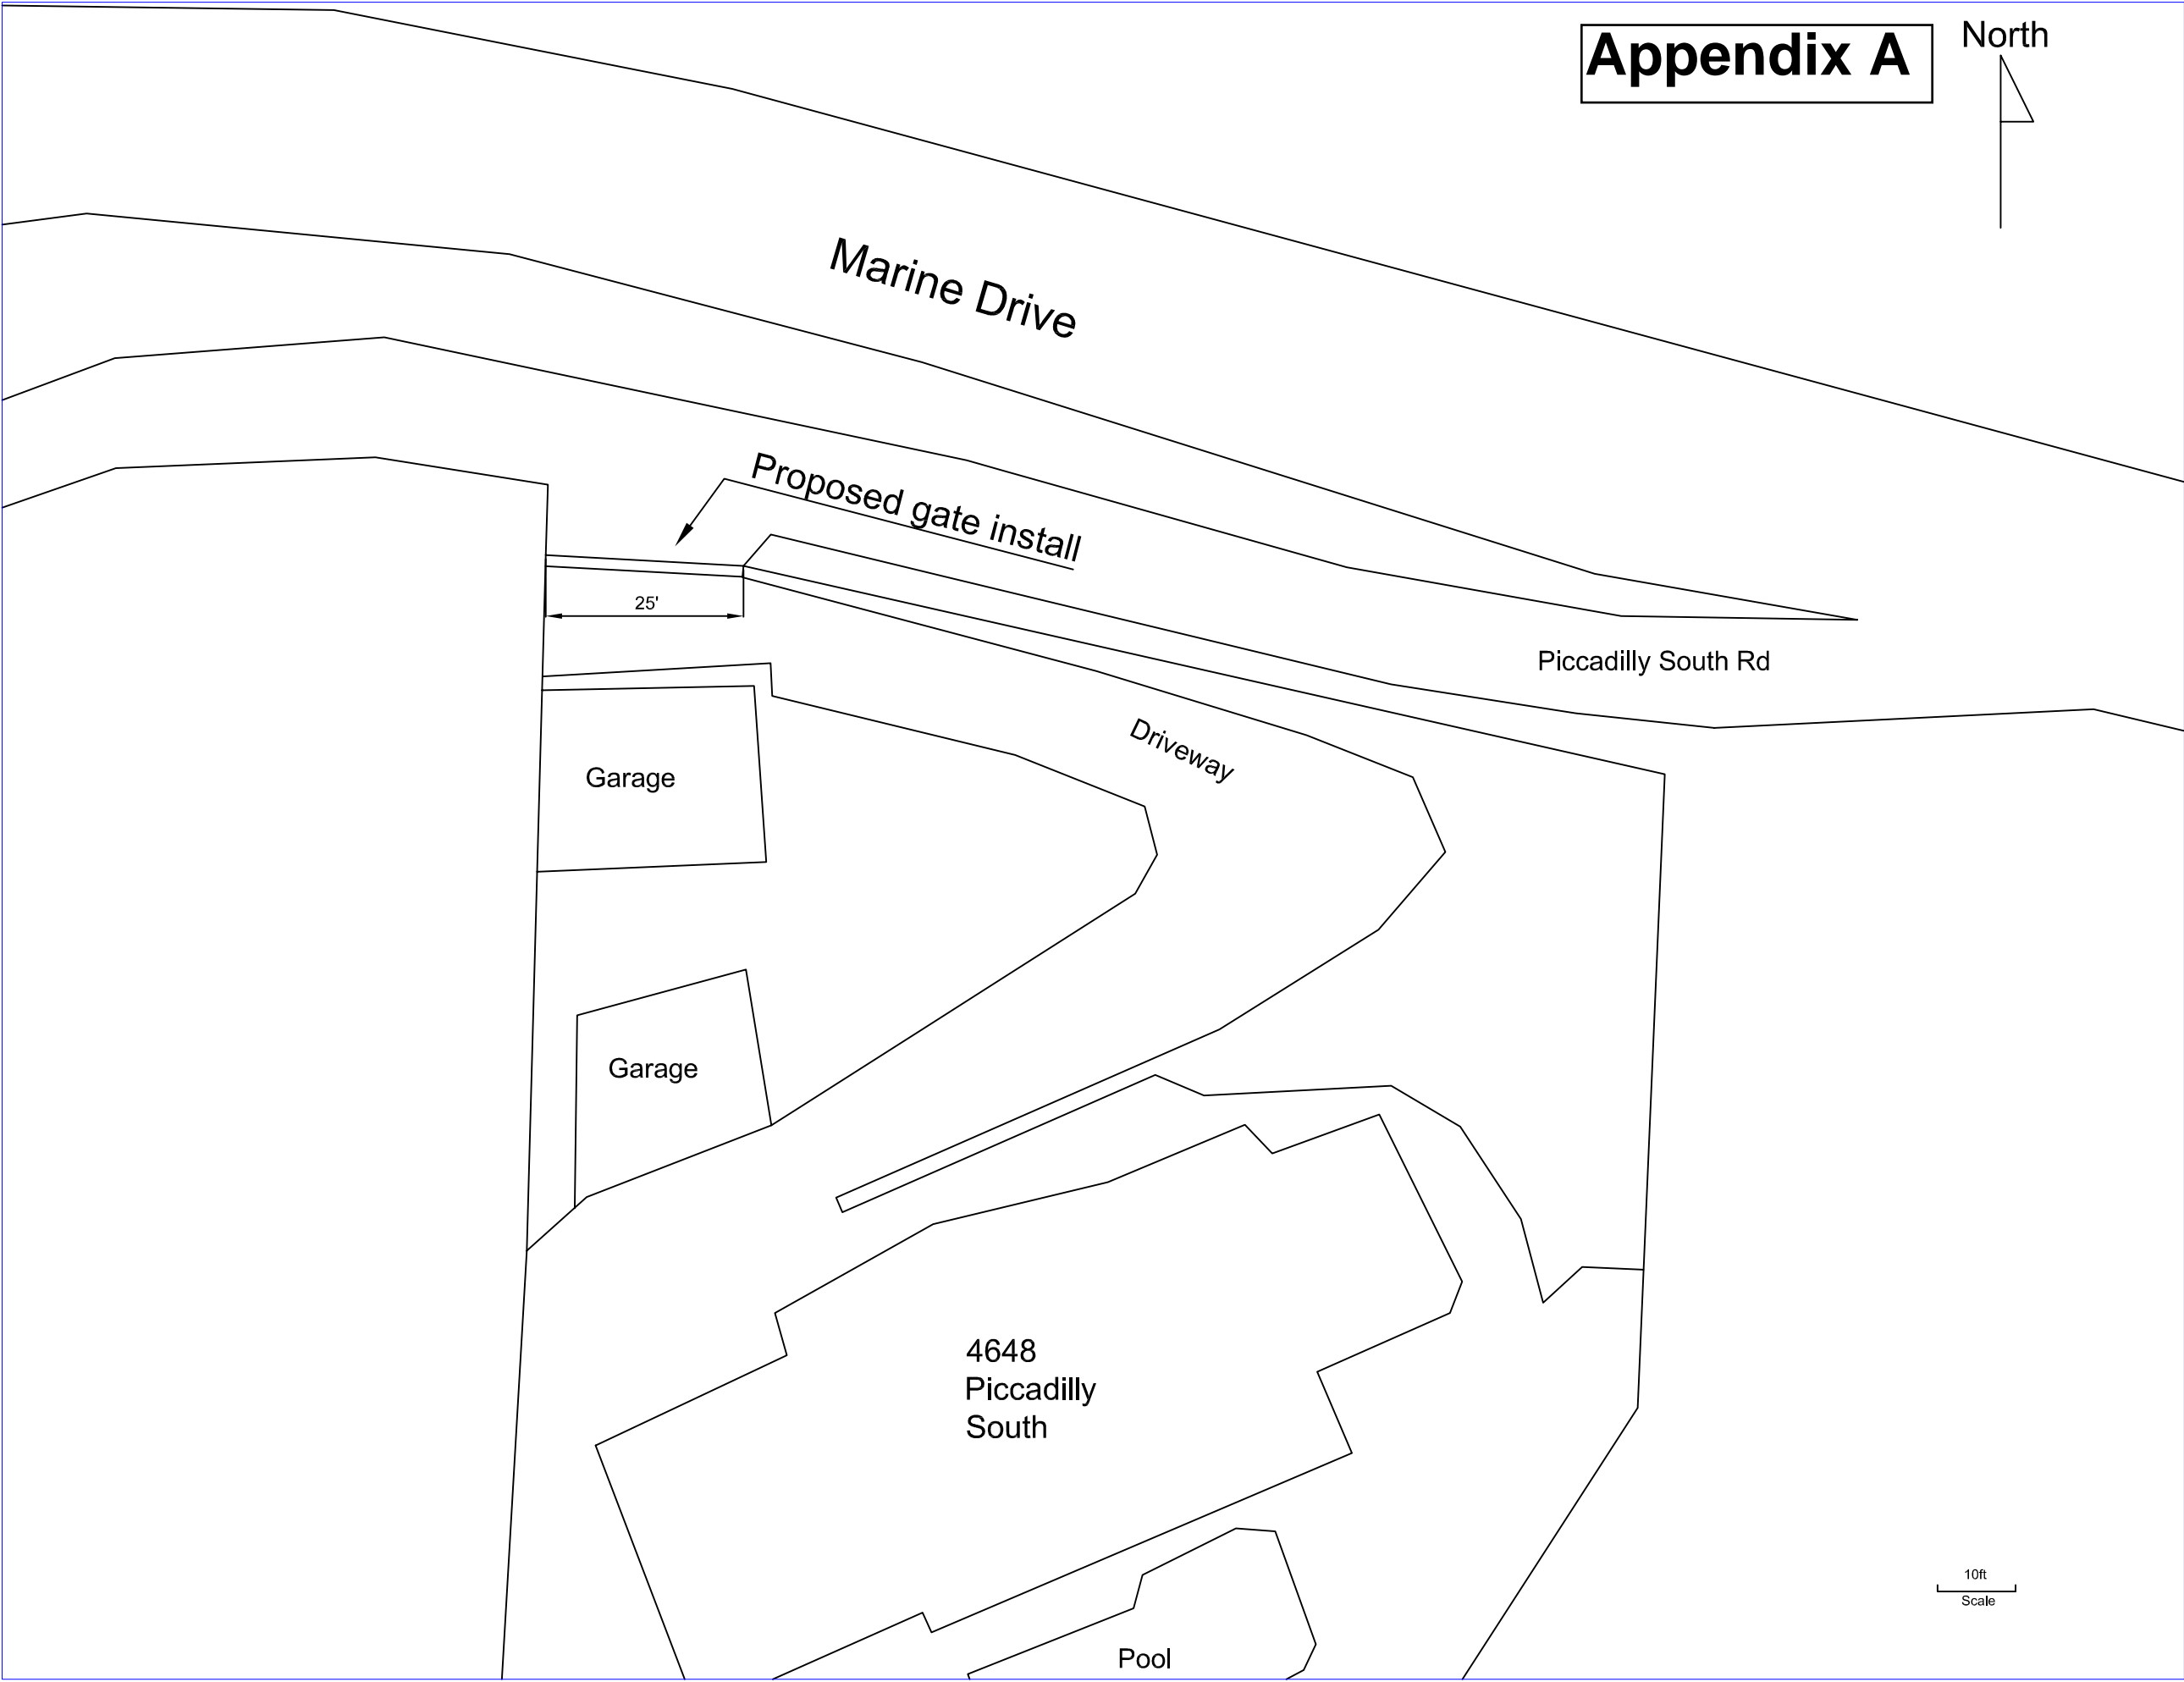 Appendix A
North
Marine Drive
Proposed gate install
25'
Piccadilly South Rd
Driveway
Garage
Garage
4648
Piccadilly
South
10ft
Scale
Pool